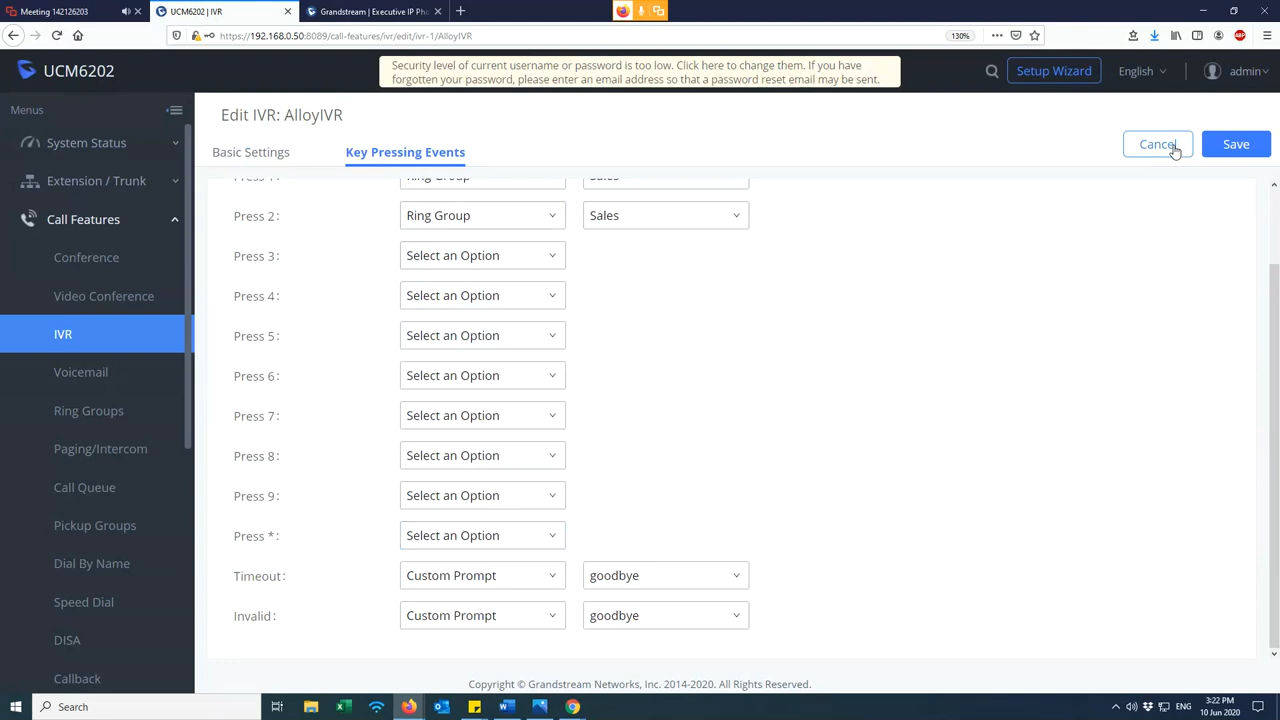 Meeting 142126203
UCM6202 | IVR
Grandstream | Executive IP Pho
https://192.168.0.50:8089/call-features/ivr/edit/ivr-1/AlloyIVR
130%
ABP
UCM6202
Security level of current username or password is too low. Click here to change them. If you have
forgotten your password, please enter an email address so that a password reset email may be sent.
Setup Wizard
English
admin
Menus
System Status
Extension / Trunk
Call Features
Conference
Video Conference
IVR
Voicemail
Ring Groups
Paging/Intercom
Call Queue
Pickup Groups
Dial By Name
Speed Dial
DISA
Callback
Edit IVR: AlloyIVR
Cancel
Save
Basic Settings
Key Pressing Events
Press 1: Ring Group Sales
Press 2: Ring Group Sales
Press 3: Select an Option
Press 4: Select an Option
Press 5: Select an Option
Press 6: Select an Option
Press 7: Select an Option
Press 8: Select an Option
Press 9: Select an Option
Press *: Select an Option
Timeout: Custom Prompt goodbye
Invalid: Custom Prompt goodbye
Copyright © Grandstream Networks, Inc. 2014-2020. All Rights Reserved.
Search
ENG
3:22 PM
10 Jun 2020